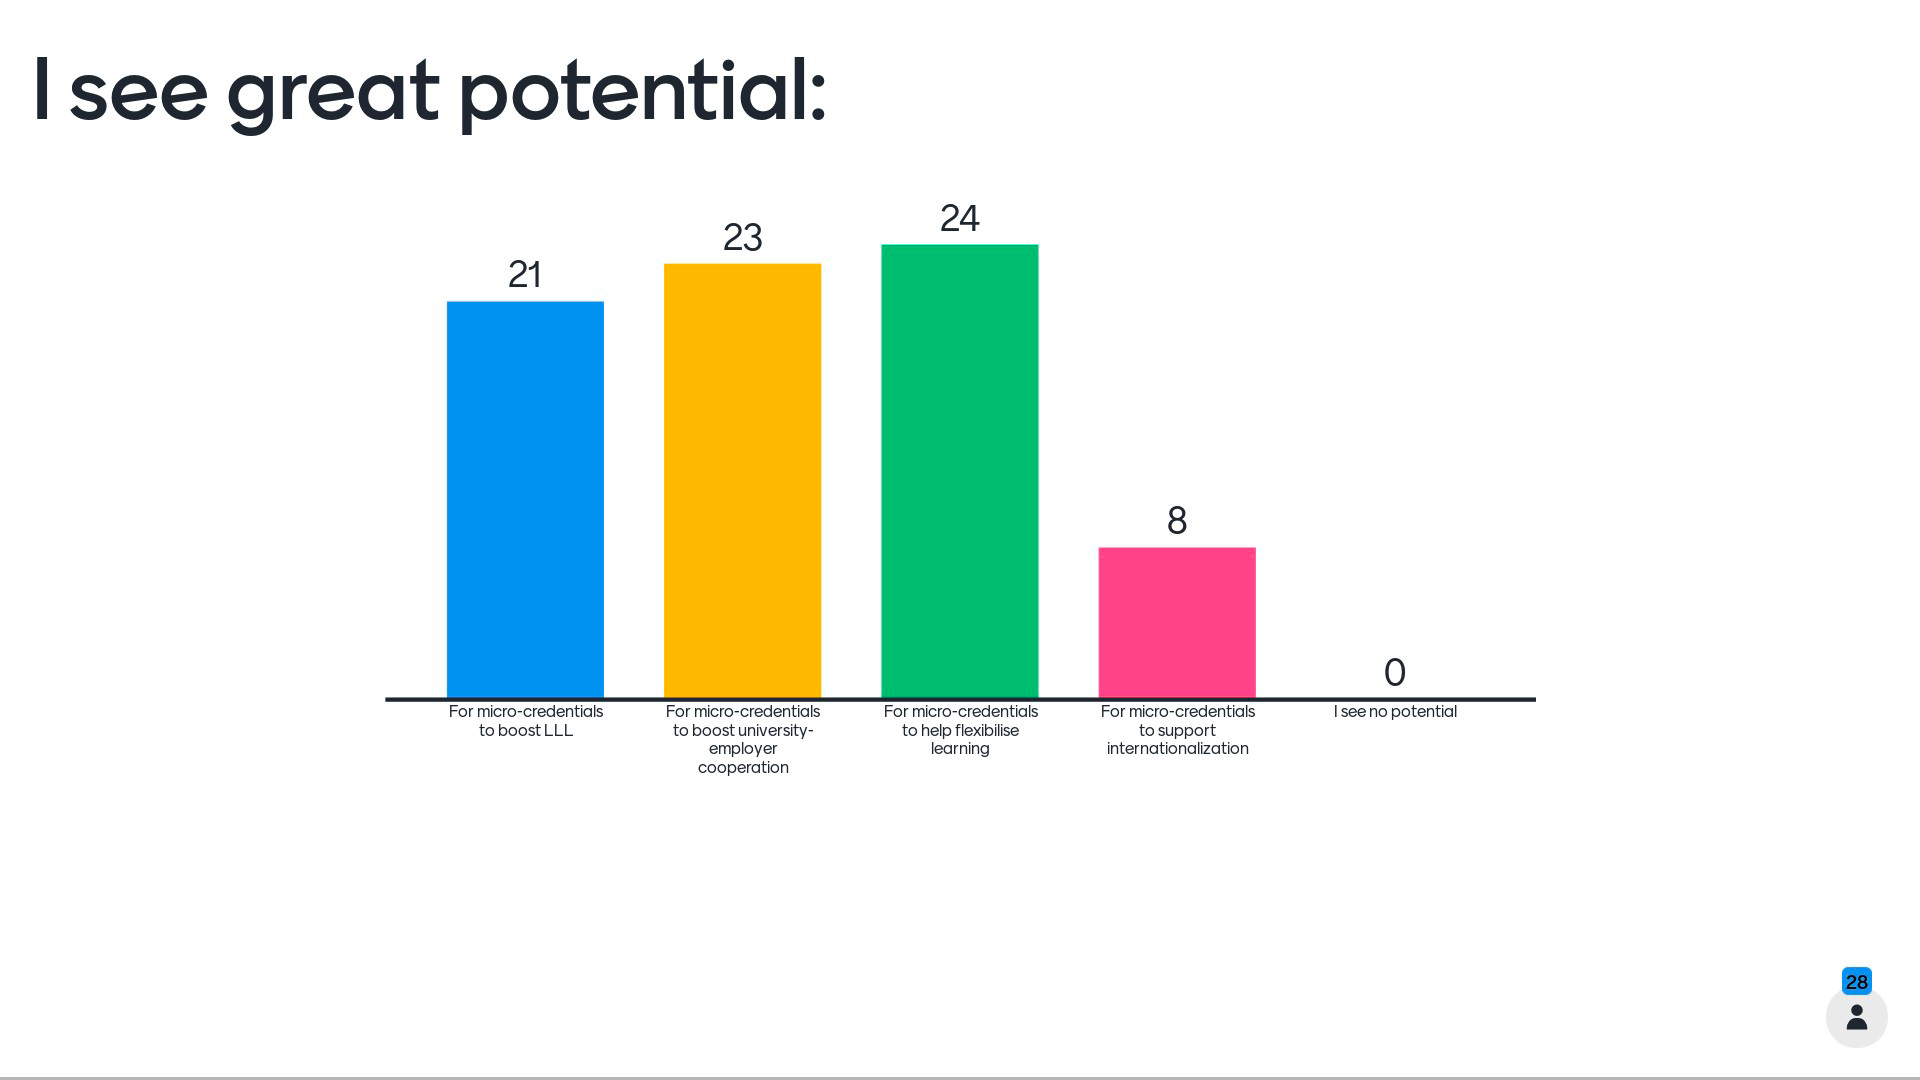 I see great potential:
21
23
24
8
0
For micro-credentials
to boost LLL
For micro-credentials
to boost university-
employer
cooperation
For micro-credentials
to help flexibilise
learning
For micro-credentials
to support
internationalization
I see no potential
28